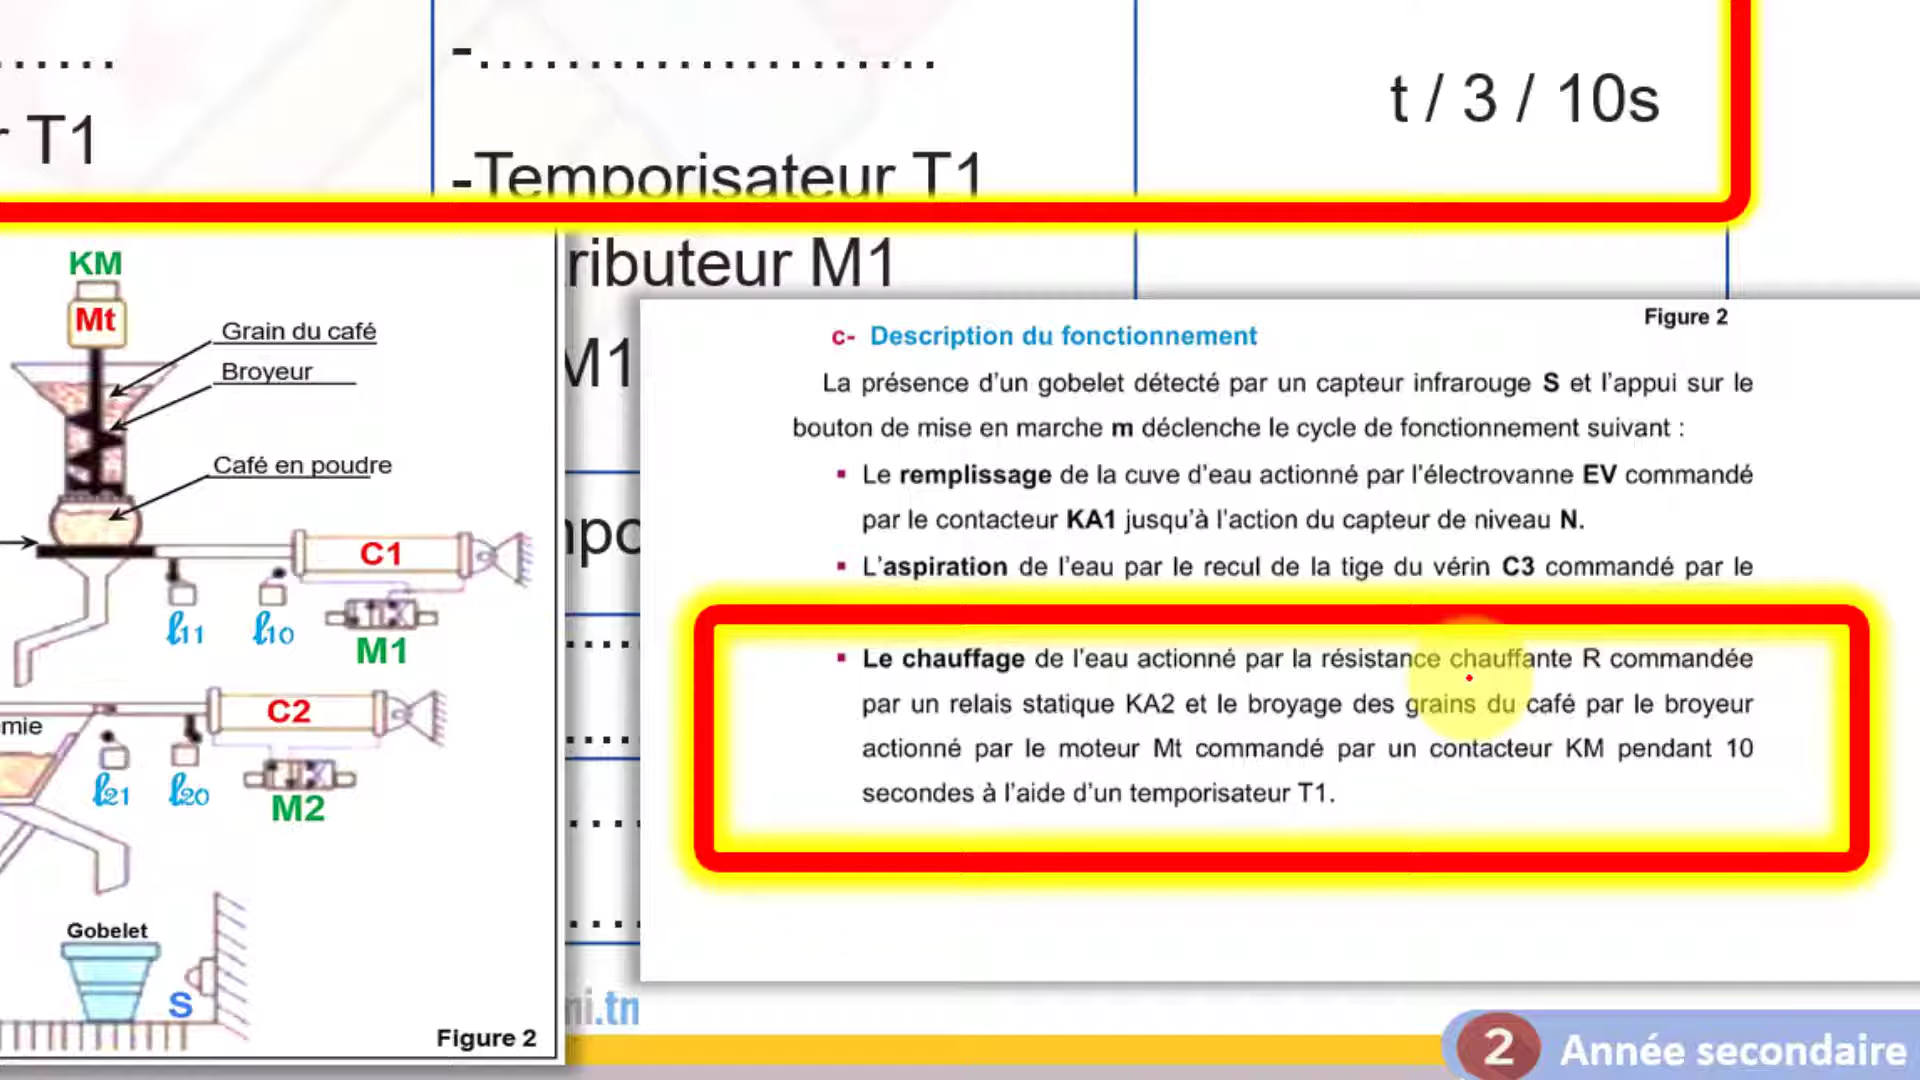 -.....................
t / 3 / 10s
T1
-Temporisateur T1
ributeur M1
M1
KM
Mt
Grain du café
Broyeur
Café en poudre
C1
ℓ11
ℓ10
M1
C2
mie
ℓ21
ℓ20
M2
Gobelet
S
Figure 2
Figure 2
c- Description du fonctionnement
La présence d’un gobelet détecté par un capteur infrarouge S et l’appui sur le
bouton de mise en marche m déclenche le cycle de fonctionnement suivant :
▪ Le remplissage de la cuve d’eau actionné par l’électrovanne EV commandé
par le contacteur KA1 jusqu’à l’action du capteur de niveau N.
▪ L’aspiration de l’eau par le recul de la tige du vérin C3 commandé par le
▪ Le chauffage de l’eau actionné par la résistance chauffante R commandée
par un relais statique KA2 et le broyage des grains du café par le broyeur
actionné par le moteur Mt commandé par un contacteur KM pendant 10
secondes à l’aide d’un temporisateur T1.
.tn
2 Année secondaire